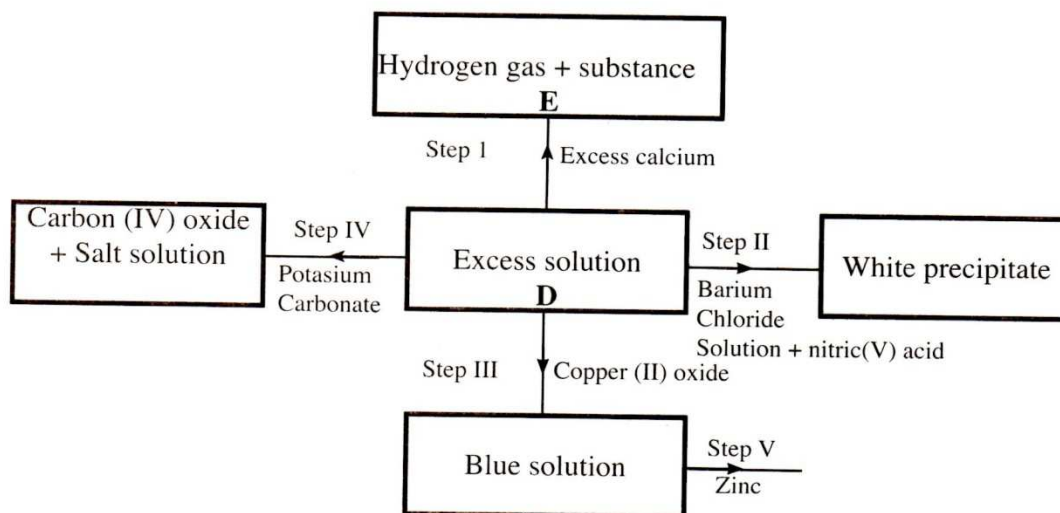 Hydrogen gas + substance
E
Step 1
Excess calcium
Carbon (IV) oxide
+ Salt solution
Step IV
Potasium
Carbonate
Excess solution
D
Step II
Barium
Chloride
Solution + nitric(V) acid
White precipitate
Step III
Copper (II) oxide
Blue solution
Step V
Zinc